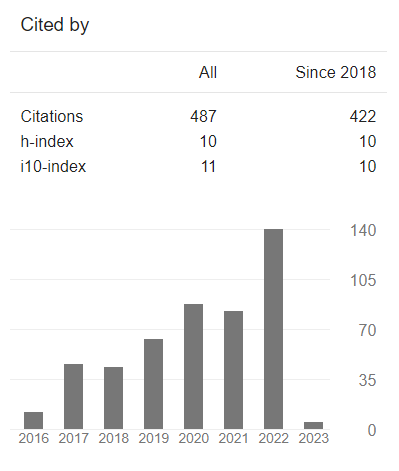 Cited by
All Since 2018
Citations 487 422
h-index 10 10
i10-index 11 10
140
105
70
35
0
2016 2017 2018 2019 2020 2021 2022 2023